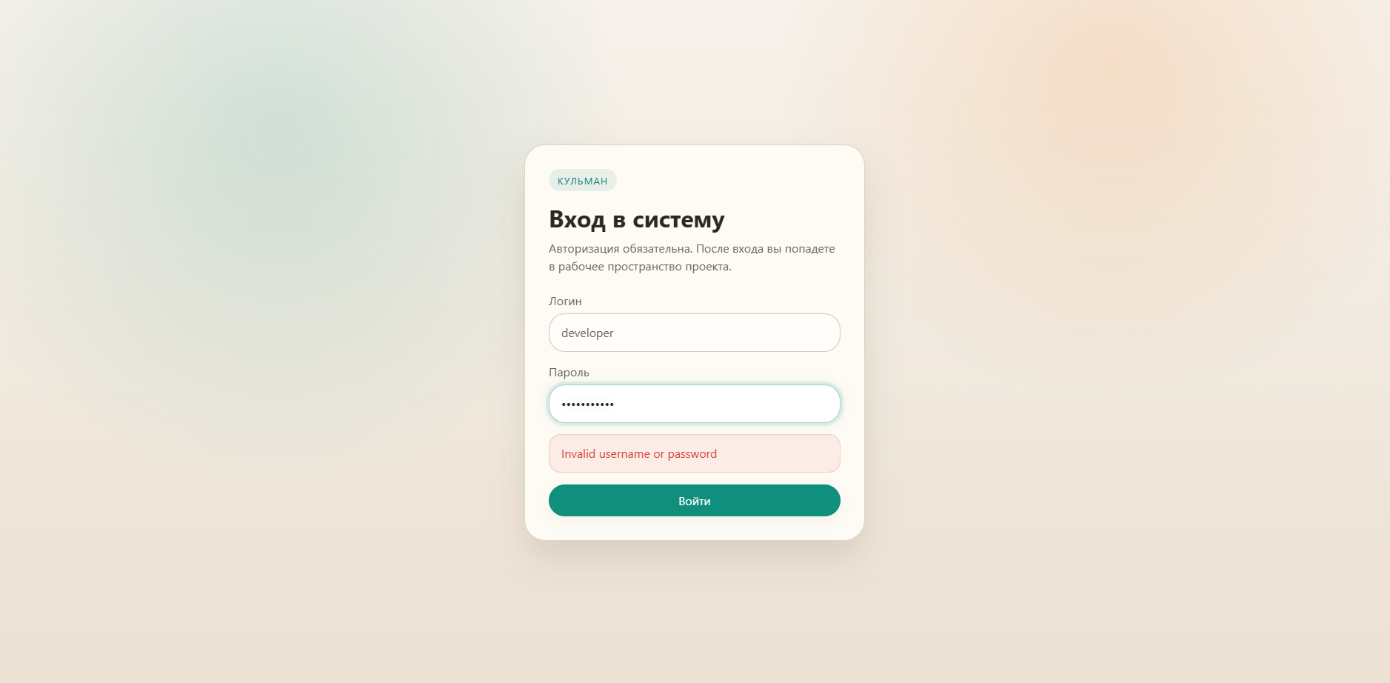 КУЛЬМАН
Вход в систему
Авторизация обязательна. После входа вы попадете
в рабочее пространство проекта.
Логин
developer
Пароль
•••••••••••
Invalid username or password
Войти